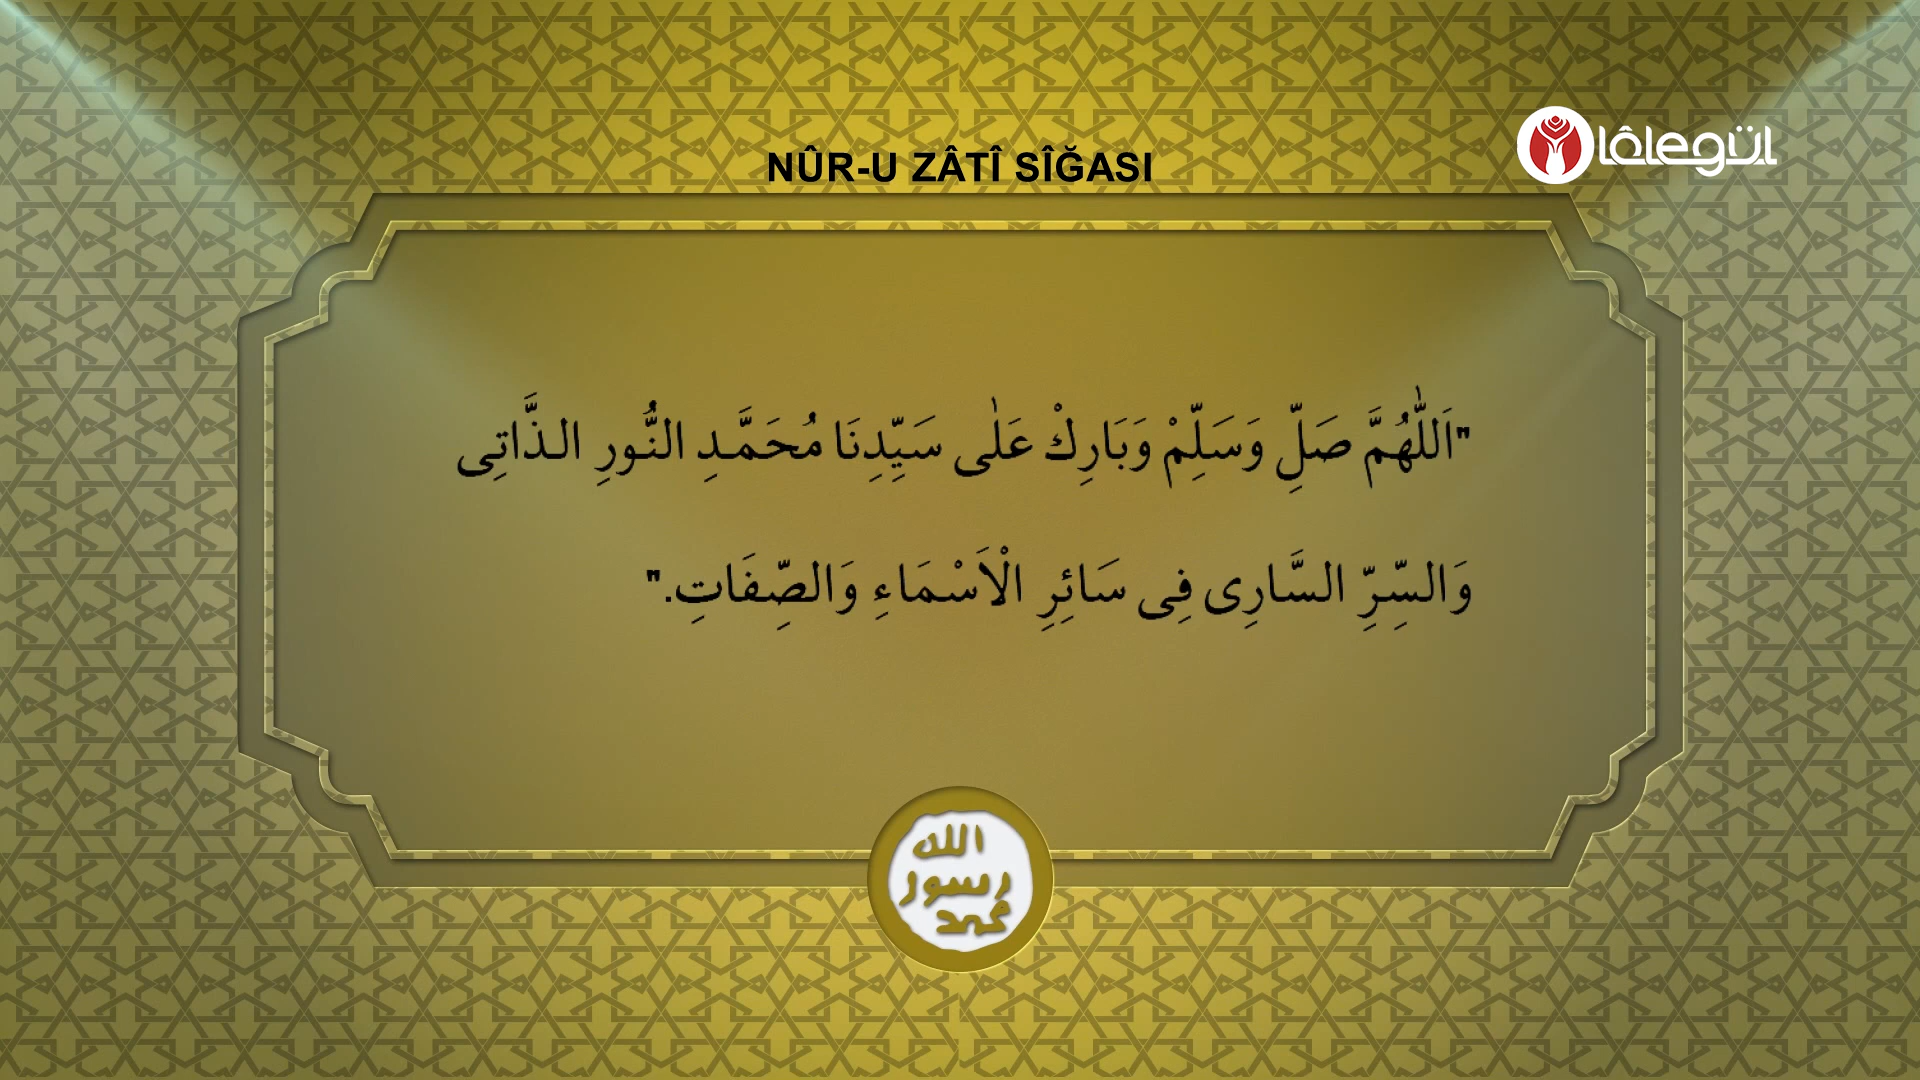 NÛR-U ZÂTÎ SÎĞASI
lâlegül
"اَللّٰهُمَّ صَلِّ وَسَلِّمْ وَبَارِكْ عَلٰى سَيِّدِنَا مُحَمَّدِ النُّورِ الذَّاتِى
وَالسِّرِّ السَّارِى فِى سَائِرِ الْاَسْمَاءِ وَالصِّفَاتِ."
الله
رسول
محمد